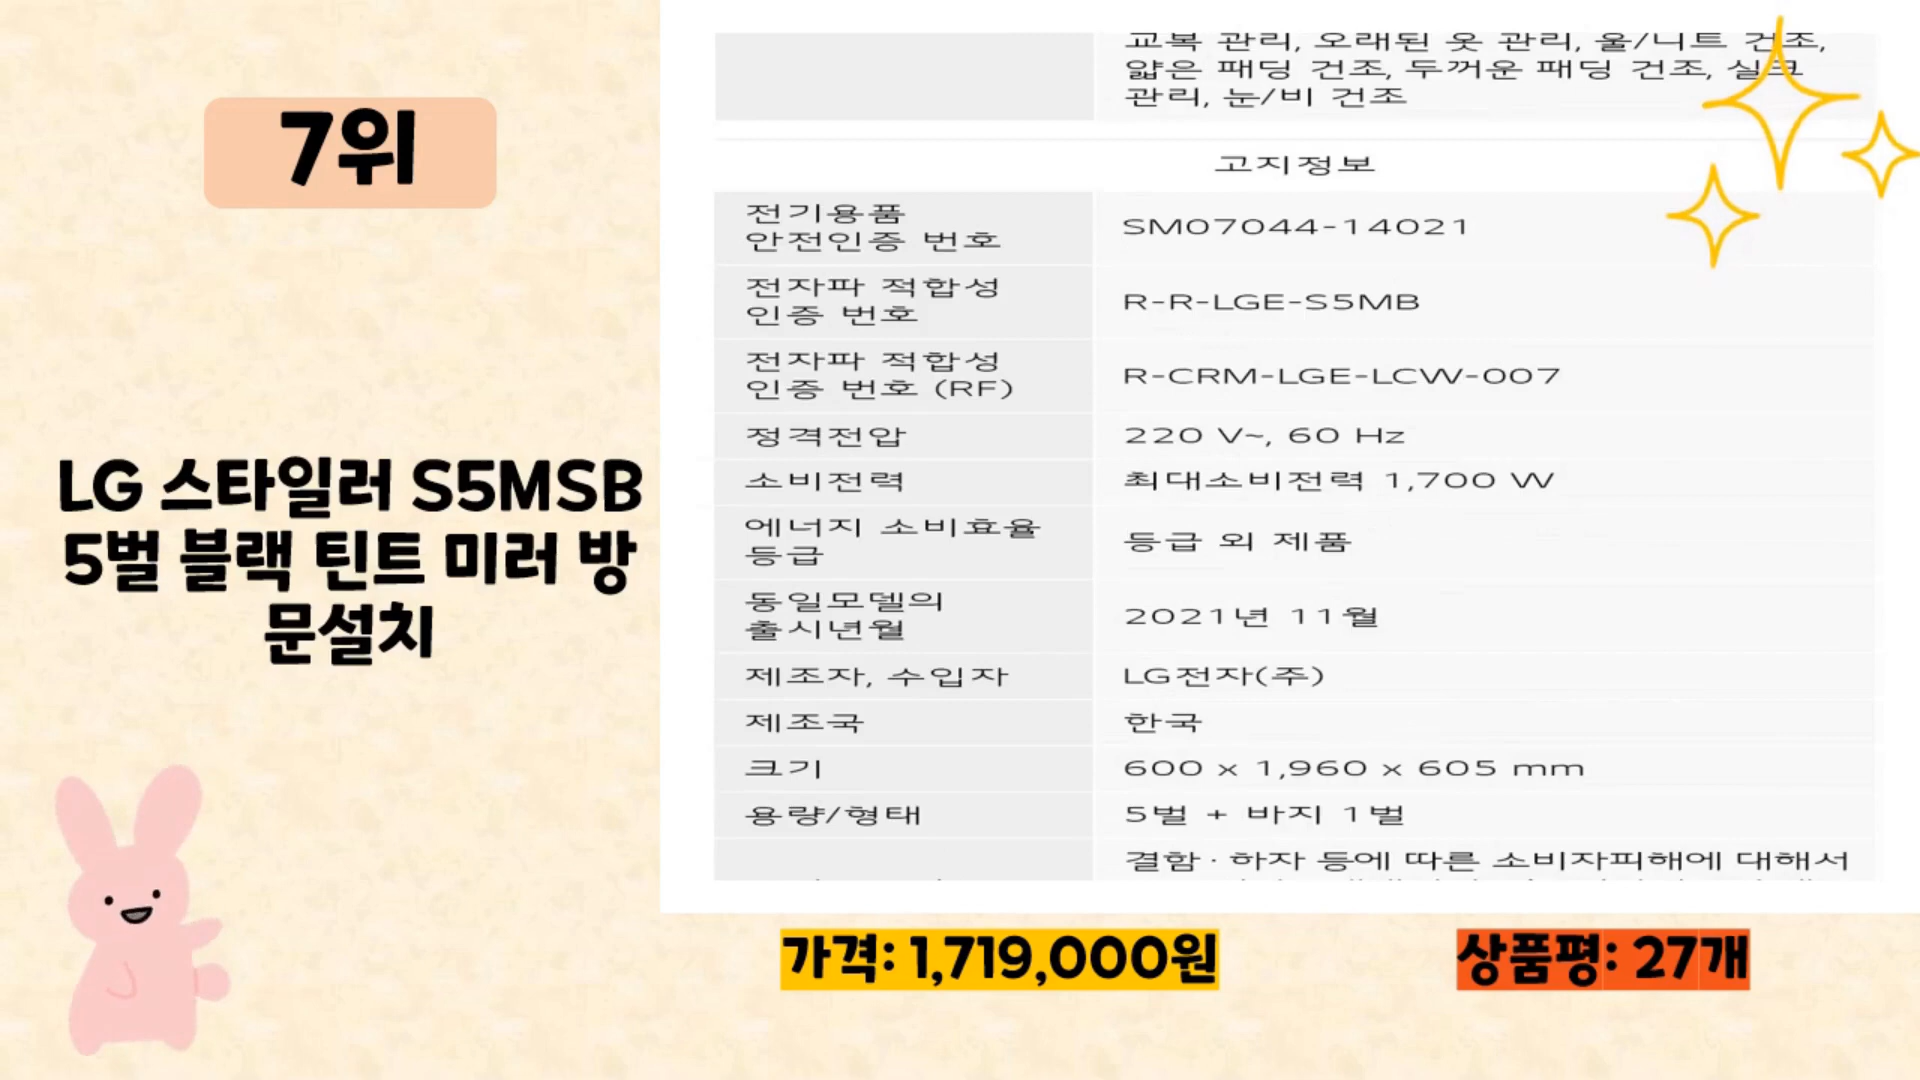 7위
LG 스타일러 S5MSB
5벌 블랙 틴트 미러 방
문설치
교복 관리, 오래된 옷 관리, 울/니트 건조,
얇은 패딩 건조, 두꺼운 패딩 건조, 실크
관리, 눈/비 건조
고지정보
전기용품
안전인증 번호
SM07044-14021
전자파 적합성
인증 번호
R-R-LGE-S5MB
전자파 적합성
인증 번호 (RF)
R-CRM-LGE-LCW-007
정격전압
220 V~, 60 Hz
소비전력
최대소비전력 1,700 W
에너지 소비효율
등급
등급 외 제품
동일모델의
출시년월
2021년 11월
제조자, 수입자
LG전자(주)
제조국
한국
크기
600 x 1,960 x 605 mm
용량/형태
5벌 + 바지 1벌
결함 · 하자 등에 따른 소비자피해에 대해서
가격: 1,719,000원
상품평: 27개